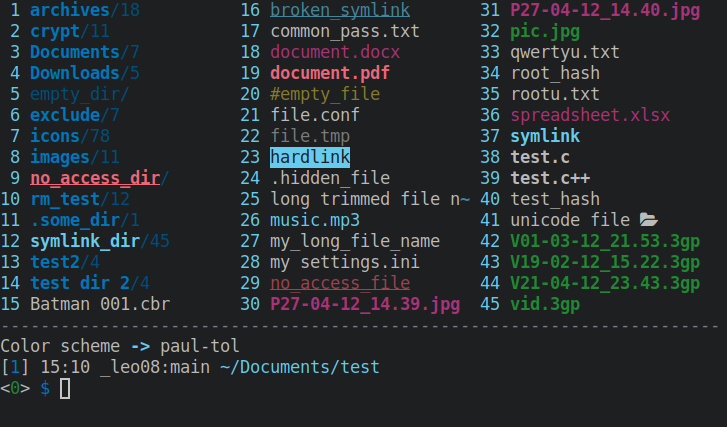 1 archives/18 16 broken_symlink 31 P27-04-12_14.40.jpg
2 crypt/11 17 common_pass.txt 32 pic.jpg
3 Documents/7 18 document.docx 33 qwertyu.txt
4 Downloads/5 19 document.pdf 34 root_hash
5 empty_dir/ 20 #empty_file 35 rootu.txt
6 exclude/7 21 file.conf 36 spreadsheet.xlsx
7 icons/78 22 file.tmp 37 symlink
8 images/11 23 hardlink 38 test.c
9 no_access_dir/ 24 .hidden_file 39 test.c++
10 rm_test/12 25 long trimmed file n~ 40 test_hash
11 .some_dir/1 26 music.mp3 41 unicode file
12 symlink_dir/45 27 my_long_file_name 42 V01-03-12_21.53.3gp
13 test2/4 28 my settings.ini 43 V19-02-12_15.22.3gp
14 test dir 2/4 29 no_access_file 44 V21-04-12_23.43.3gp
15 Batman 001.cbr 30 P27-04-12_14.39.jpg 45 vid.3gp
Color scheme -> paul-tol
[1] 15:10 _leo08:main ~/Documents/test
<0> $